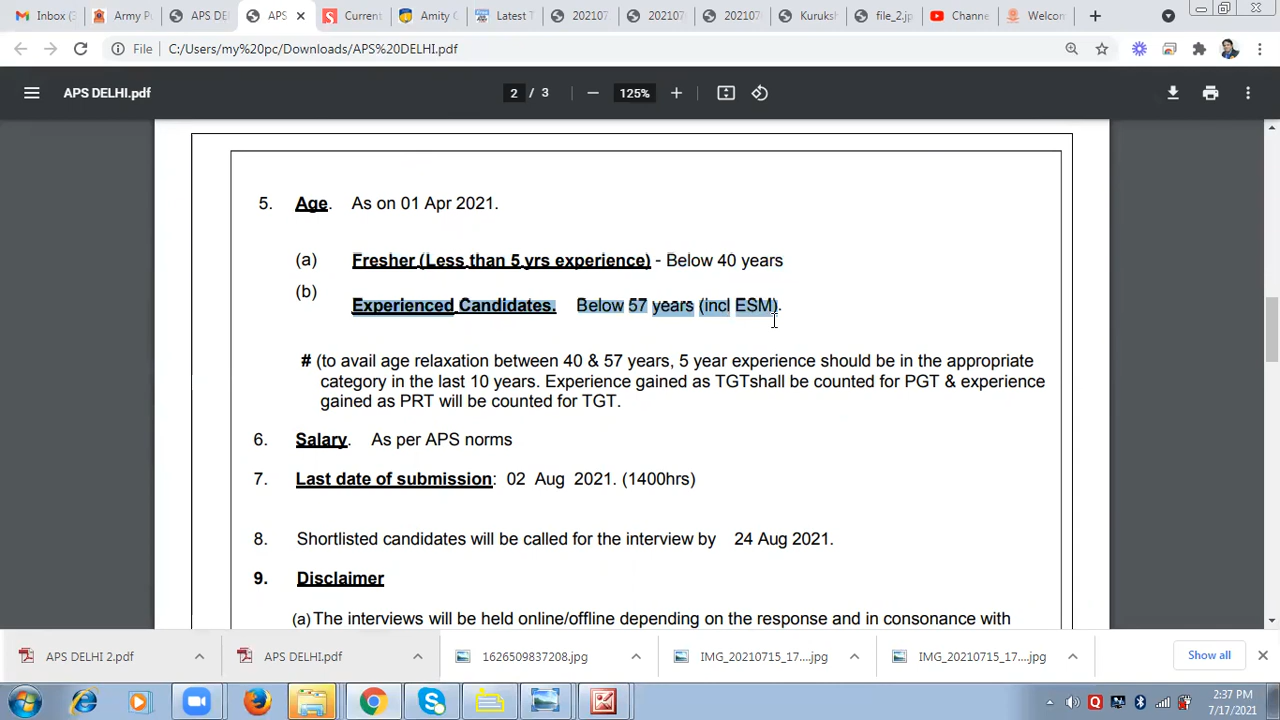 Inbox (3
Army P
APS DEL
APS
Current
Amity C
Latest T
202107
202107
202107
kuruksh
file_2.jp
Channe
Welcom
File C:/Users/my%20pc/Downloads/APS%20DELHI.pdf
APS DELHI.pdf 2 / 3 125%
5. Age. As on 01 Apr 2021.
(a) Fresher (Less than 5 yrs experience) - Below 40 years
(b) Experienced Candidates. Below 57 years (incl ESM).
# (to avail age relaxation between 40 & 57 years, 5 year experience should be in the appropriate
category in the last 10 years. Experience gained as TGTshall be counted for PGT & experience
gained as PRT will be counted for TGT.
6. Salary. As per APS norms
7. Last date of submission: 02 Aug 2021. (1400hrs)
8. Shortlisted candidates will be called for the interview by 24 Aug 2021.
9. Disclaimer
(a) The interviews will be held online/offline depending on the response and in consonance with
APS DELHI 2.pdf
APS DELHI.pdf
1626509837208.jpg
IMG_20210715_17....jpg
IMG_20210715_17....jpg
Show all
2:37 PM
7/17/2021